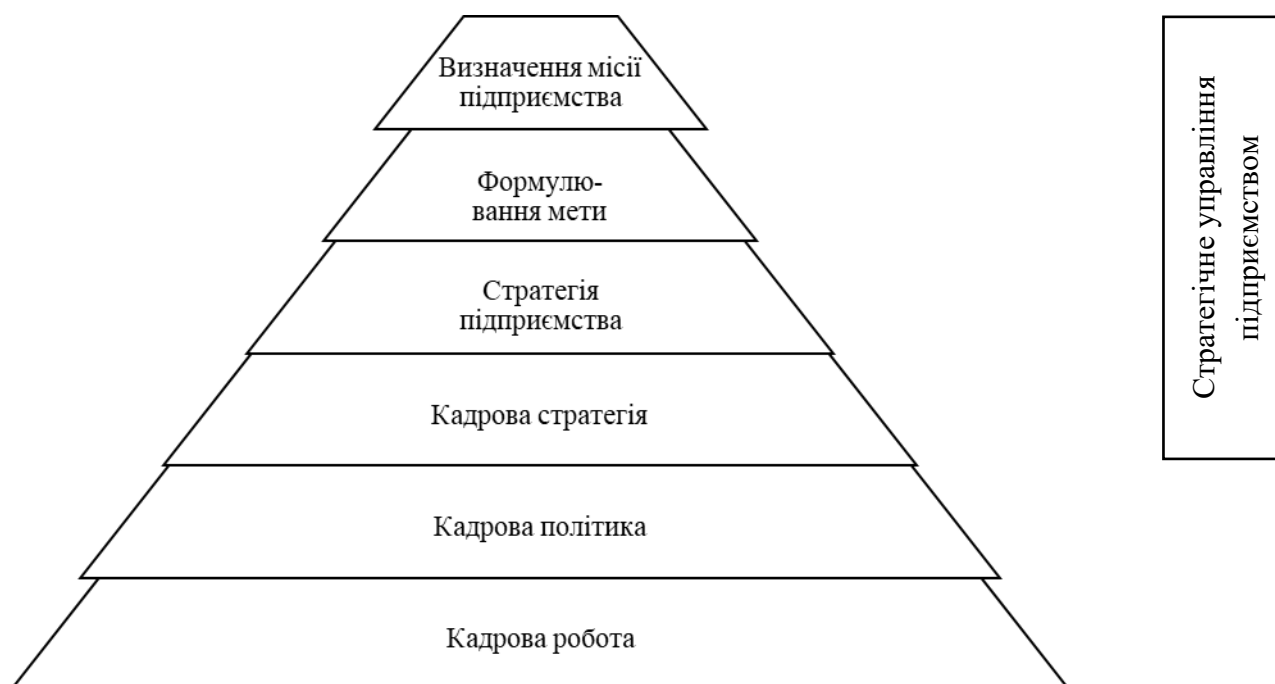 Визначення місії
підприємства
Формулю-
вання мети
Стратегія
підприємства
Кадрова стратегія
Кадрова політика
Кадрова робота
Стратегічне управління
підприємством